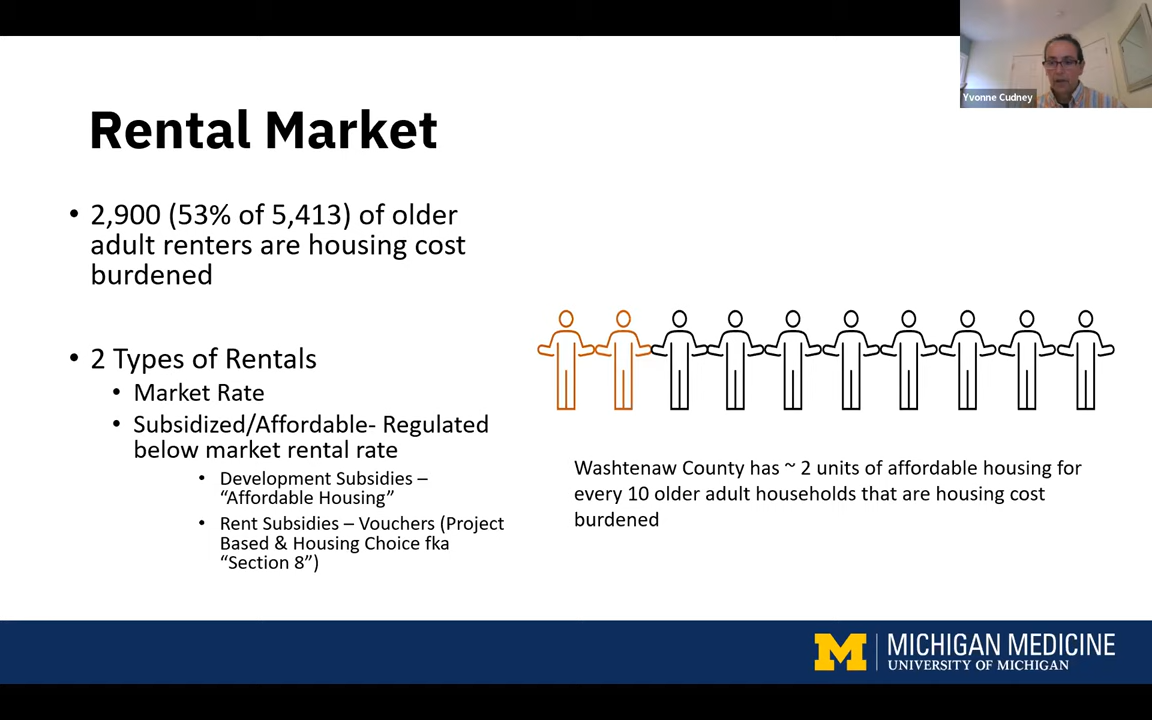 Yvonne Cudney
Rental Market
• 2,900 (53% of 5,413) of older
adult renters are housing cost
burdened
• 2 Types of Rentals
• Market Rate
• Subsidized/Affordable- Regulated
below market rental rate
• Development Subsidies –
“Affordable Housing”
• Rent Subsidies – Vouchers (Project
Based & Housing Choice fka
“Section 8”)
Washtenaw County has ~ 2 units of affordable housing for
every 10 older adult households that are housing cost
burdened
M
MICHIGAN MEDICINE
UNIVERSITY OF MICHIGAN